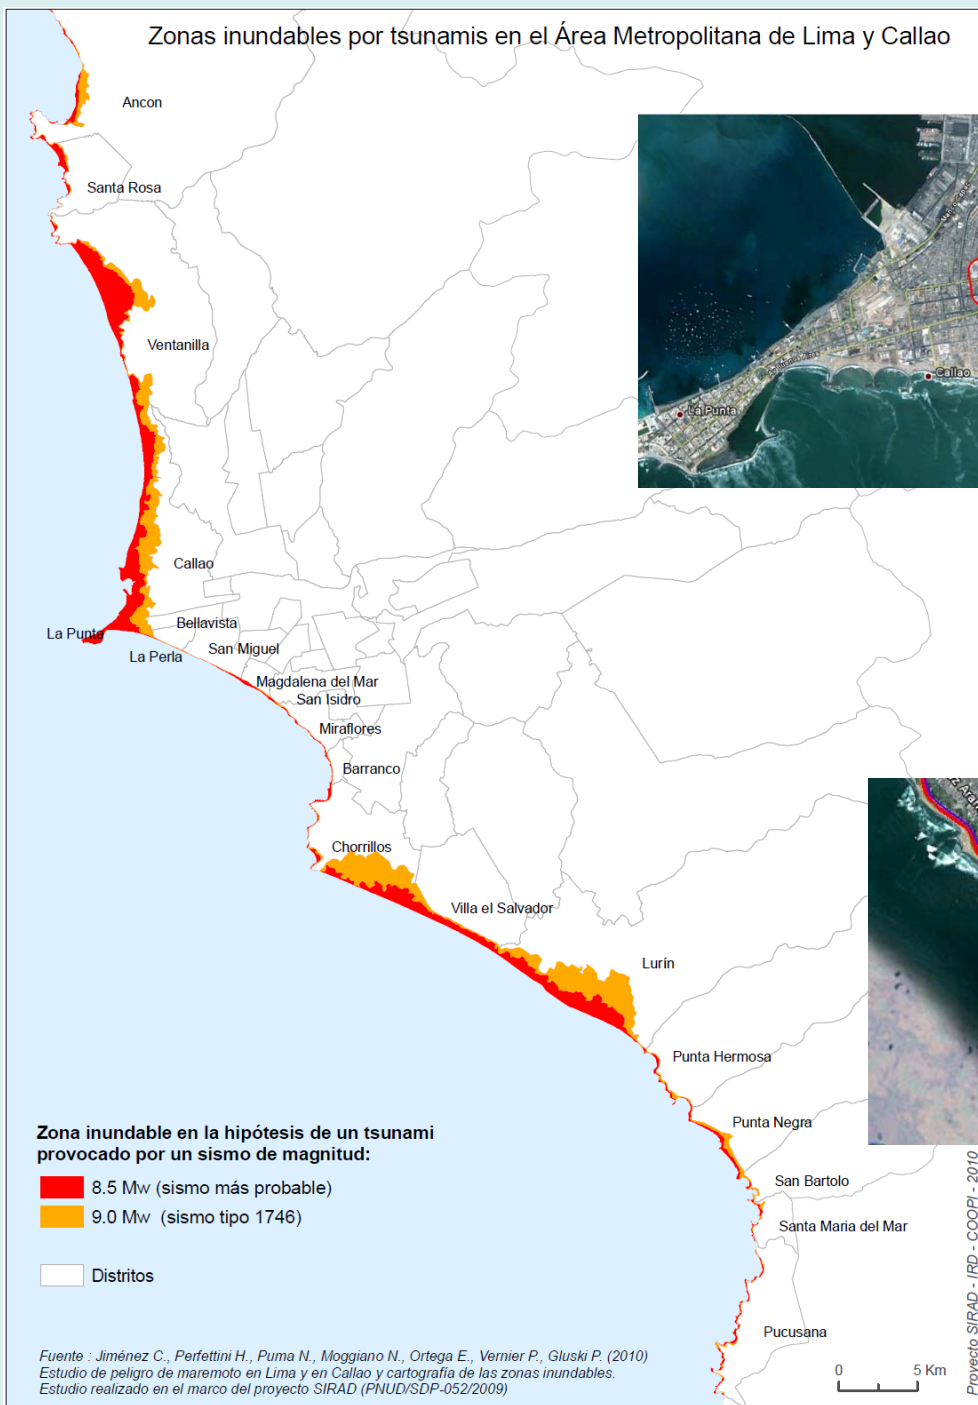 Zonas inundables por tsunamis en el Área Metropolitana de Lima y Callao
Ancon
Santa Rosa
Ventanilla
Callao
La Punta
Callao
Bellavista
La Punta
La Perla
San Miguel
Magdalena del Mar
San Isidro
Miraflores
Barranco
Chorrillos
Villa el Salvador
Lurín
Punta Hermosa
Punta Negra
San Bartolo
Santa Maria del Mar
Pucusana
Zona inundable en la hipótesis de un tsunami
provocado por un sismo de magnitud:
8.5 Mw (sismo más probable)
9.0 Mw (sismo tipo 1746)
Distritos
Fuente : Jiménez C., Perfettini H., Puma N., Moggiano N., Ortega E., Vernier P., Gluski P. (2010)
Estudio de peligro de maremoto en Lima y en Callao y cartografía de las zonas inundables.
Estudio realizado en el marco del proyecto SIRAD (PNUD/SDP-052/2009)
0 5 Km
Proyecto SIRAD - IRD - COOPI - 2010